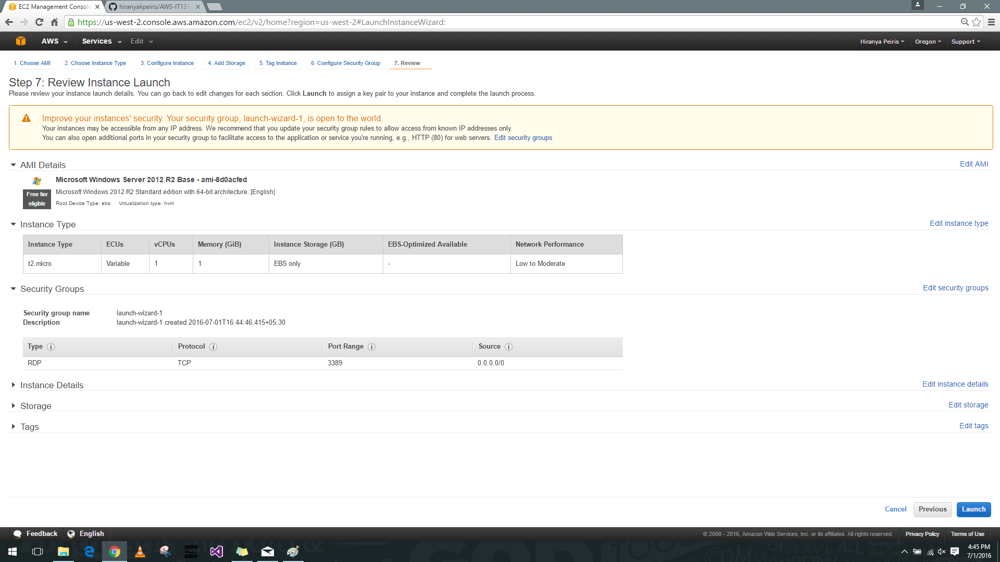 EC2 Management Console
hiranyakpeiris/AWS-IT131
https://us-west-2.console.aws.amazon.com/ec2/v2/home?region=us-west-2#LaunchInstanceWizard:
AWS Services Edit Hiranya Peiris Oregon Support
1. Choose AMI 2. Choose Instance Type 3. Configure Instance 4. Add Storage 5. Tag Instance 6. Configure Security Group 7. Review
Step 7: Review Instance Launch
Please review your instance launch details. You can go back to edit changes for each section. Click Launch to assign a key pair to your instance and complete the launch process.
Improve your instances' security. Your security group, launch-wizard-1, is open to the world.
Your instances may be accessible from any IP address. We recommend that you update your security group rules to allow access from known IP addresses only.
You can also open additional ports in your security group to facilitate access to the application or service you're running, e.g., HTTP (80) for web servers. Edit security groups
AMI Details Edit AMI
Microsoft Windows Server 2012 R2 Base - ami-8d0acfed
Free tier eligible
Microsoft Windows 2012 R2 Standard edition with 64-bit architecture. [English]
Root Device Type: ebs Virtualization type: hvm
Instance Type Edit instance type
Instance Type ECUs vCPUs Memory (GiB) Instance Storage (GB) EBS-Optimized Available Network Performance
t2.micro Variable 1 1 EBS only - Low to Moderate
Security Groups Edit security groups
Security group name launch-wizard-1
Description launch-wizard-1 created 2016-07-01T16:44:46.415+05:30
Type Protocol Port Range Source
RDP TCP 3389 0.0.0.0/0
Instance Details Edit instance details
Storage Edit storage
Tags Edit tags
Cancel Previous Launch
Feedback English © 2008 - 2016, Amazon Web Services, Inc. or its affiliates. All rights reserved. Privacy Policy Terms of Use
4:45 PM
7/1/2016